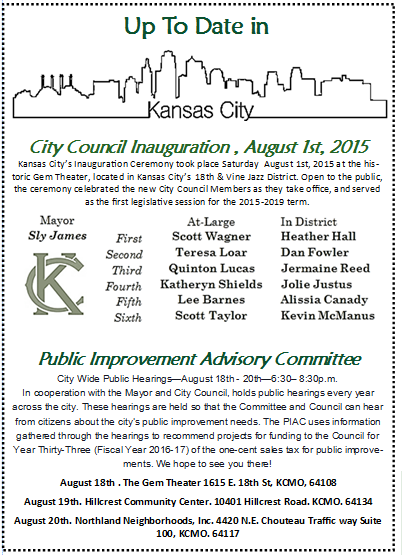 Up To Date in
Kansas City
City Council Inauguration , August 1st, 2015
Kansas City's Inauguration Ceremony took place Saturday August 1st, 2015 at the his-
toric Gem Theater, located in Kansas City's 18th & Vine Jazz District. Open to the public,
the ceremony celebrated the new City Council Members as they take office, and served
as the first legislative session for the 2015-2019 term.
Mayor At-Large In District
Sly James First Scott Wagner Heather Hall
Second Teresa Loar Dan Fowler
Third Quinton Lucas Jermaine Reed
Fourth Katheryn Shields Jolie Justus
Fifth Lee Barnes Alissia Canady
Sixth Scott Taylor Kevin McManus
KC
Public Improvement Advisory Committee
City Wide Public Hearings—August 18th - 20th—6:30– 8:30p.m.
In cooperation with the Mayor and City Council, holds public hearings every year
across the city. These hearings are held so that the Committee and Council can hear
from citizens about the city's public improvement needs. The PIAC uses information
gathered through the hearings to recommend projects for funding to the Council for
Year Thirty-Three (Fiscal Year 2016-17) of the one-cent sales tax for public improve-
ments. We hope to see you there!
August 18th . The Gem Theater 1615 E. 18th St, KCMO, 64108
August 19th. Hillcrest Community Center. 10401 Hillcrest Road. KCMO. 64134
August 20th. Northland Neighborhoods, Inc. 4420 N.E. Chouteau Traffic way Suite
100, KCMO. 64117